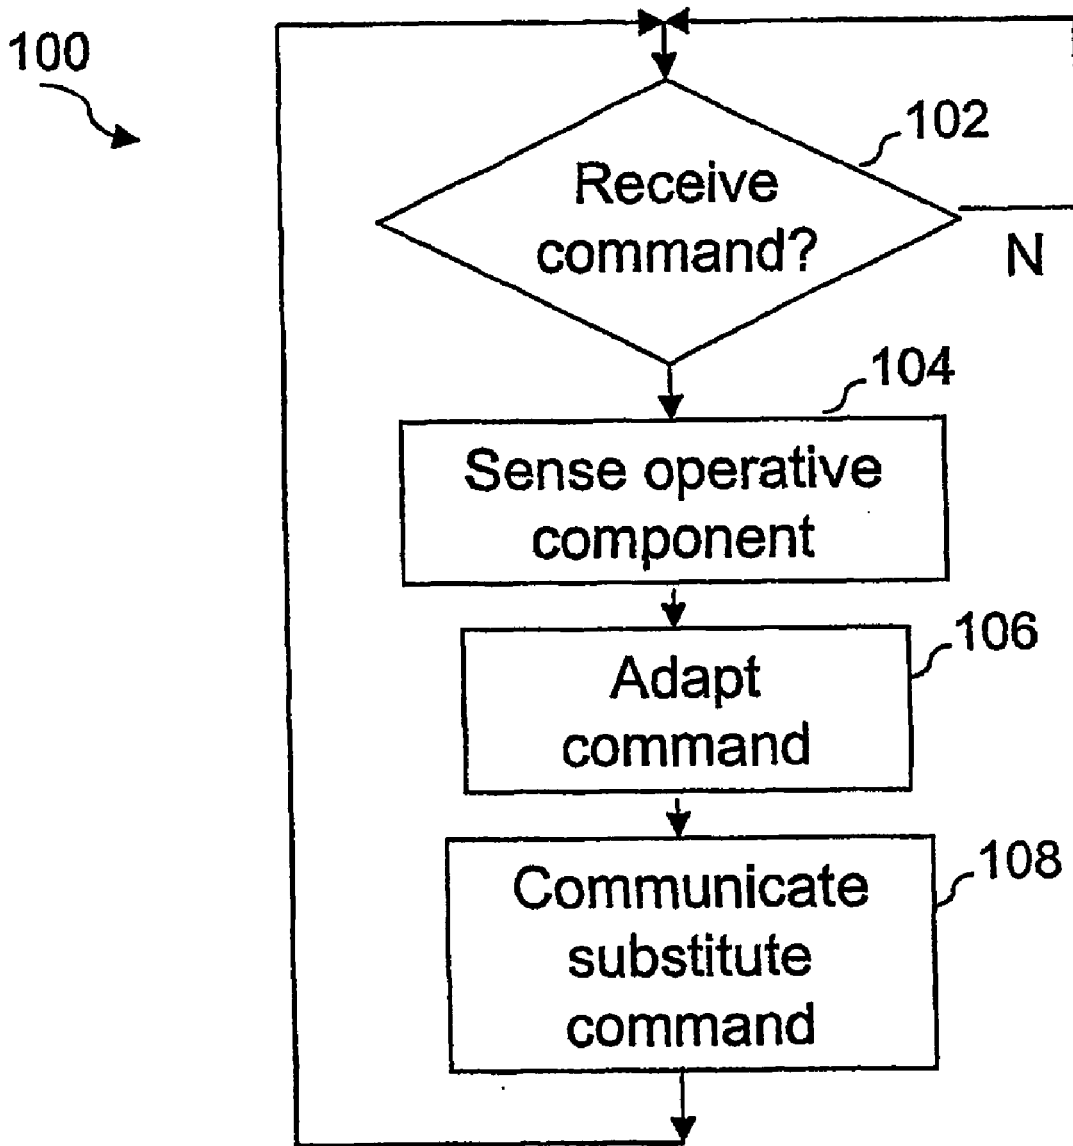 100
102
Receive
command?
N
104
Sense operative
component
106
Adapt
command
108
Communicate
substitute
command